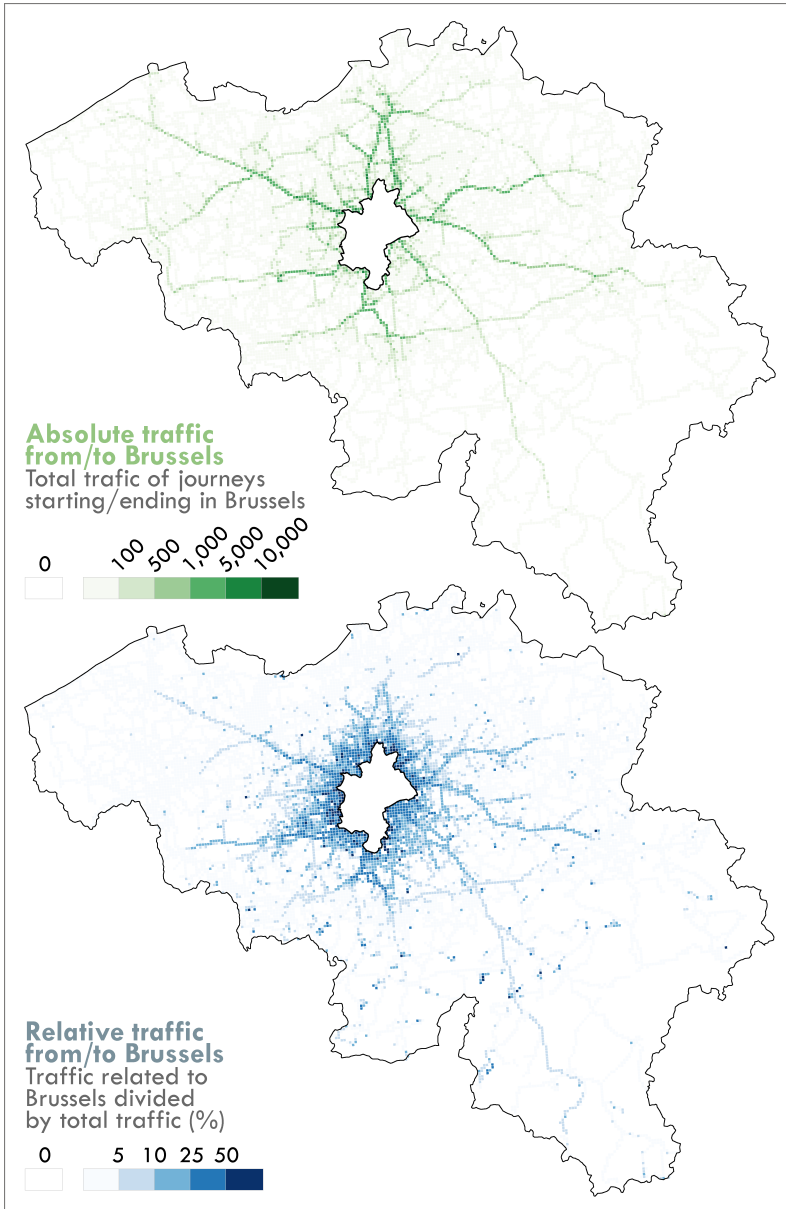 Absolute traffic
from/to Brussels
Total trafic of journeys
starting/ending in Brussels
0 100 500 1,000 5,000 10,000
Relative traffic
from/to Brussels
Traffic related to
Brussels divided
by total traffic (%)
0 5 10 25 50